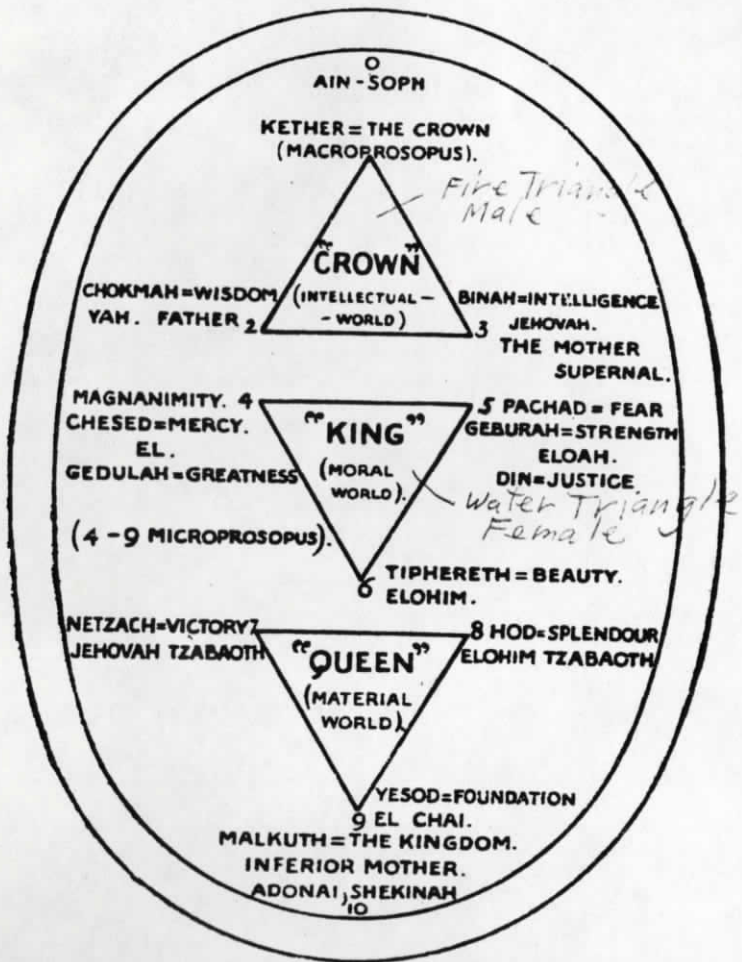 0
AIN-SOPH
KETHER = THE CROWN
(MACROPROSOPUS).
Fire Triangle
Male
"CROWN"
(INTELLECTUAL-
-WORLD)
CHOKMAH=WISDOM
YAH. FATHER 2
3
BINAH=INTELLIGENCE
JEHOVAH.
THE MOTHER
SUPERNAL.
MAGNANIMITY. 4
CHESED=MERCY.
EL.
GEDULAH=GREATNESS
"KING"
(MORAL
WORLD).
5 PACHAD=FEAR
GEBURAH=STRENGTH
ELOAH.
DIN=JUSTICE
Water Triangle
Female
(4-9 MICROPROSOPUS).
6
TIPHERETH=BEAUTY.
ELOHIM.
NETZACH=VICTORY 7
JEHOVAH TZABAOTH
"QUEEN"
(MATERIAL
WORLD)
8 HOD=SPLENDOUR
ELOHIM TZABAOTH
YESOD=FOUNDATION
9 EL CHAI.
MALKUTH=THE KINGDOM.
INFERIOR MOTHER.
ADONAI, SHEKINAH
10